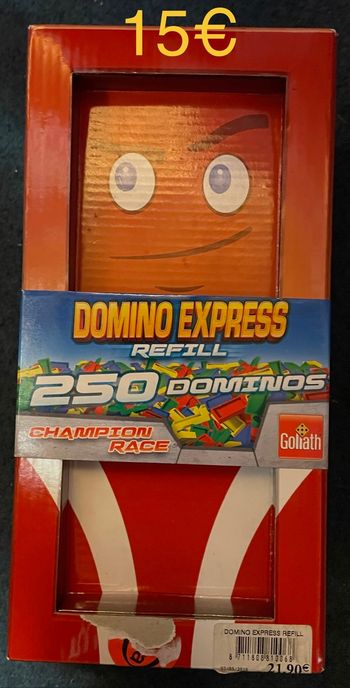 15€
DOMINO EXPRESS
REFILL
250 DOMINOS
CHAMPION
RACE
Goliath
DOMINO EXPRESS REFILL
21,90€